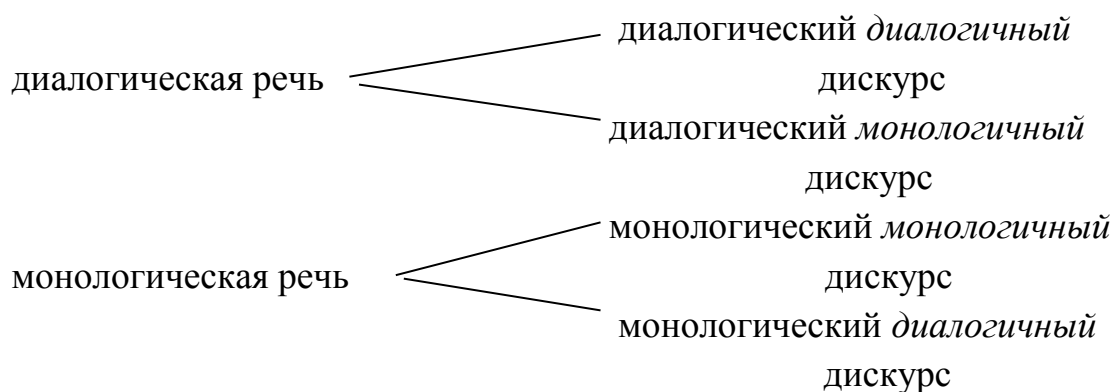 диалогический диалогичный
диалогическая речь
дискурс
диалогический монологичный
дискурс
монологический монологичный
монологическая речь
дискурс
монологический диалогичный
дискурс